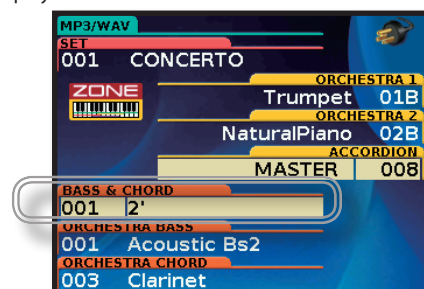 MP3/WAV
SET
001 CONCERTO
ZONE
ORCHESTRA 1
Trumpet 01B
ORCHESTRA 2
NaturalPiano 02B
ACCORDION
MASTER 008
BASS & CHORD
001 2'
ORCHESTRA BASS
001 Acoustic Bs2
ORCHESTRA CHORD
003 Clarinet